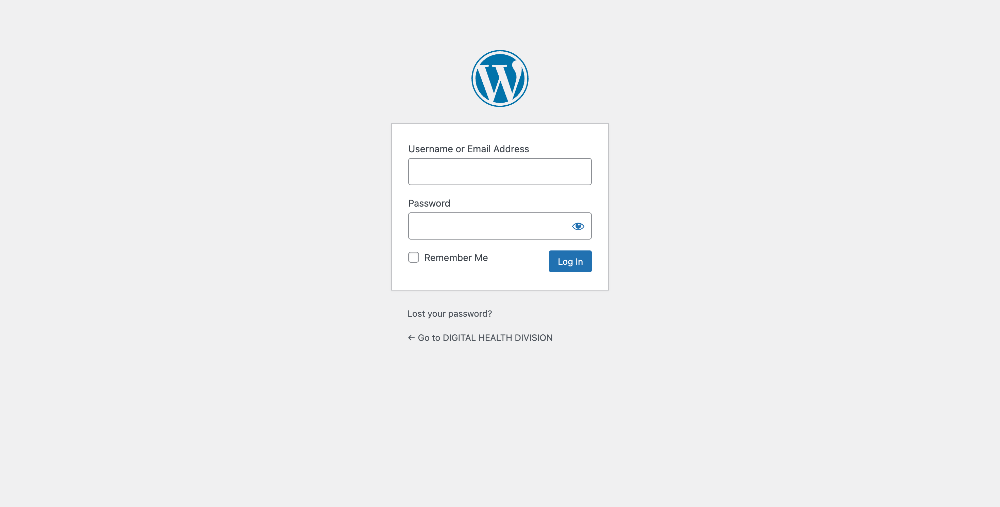 Username or Email Address
Password
Remember Me
Log In
Lost your password?
← Go to DIGITAL HEALTH DIVISION